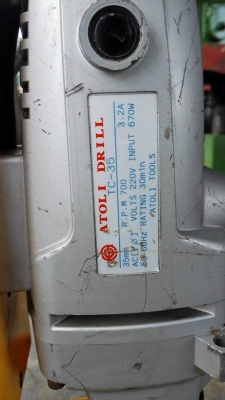 ATOLI DRILL
TC-35
35mm R.P.M 700 3.2A
AC(1Ø) VOLTS 220V INPUT 670W
50-60Hz RATING 30min
ATOLI TOOLS